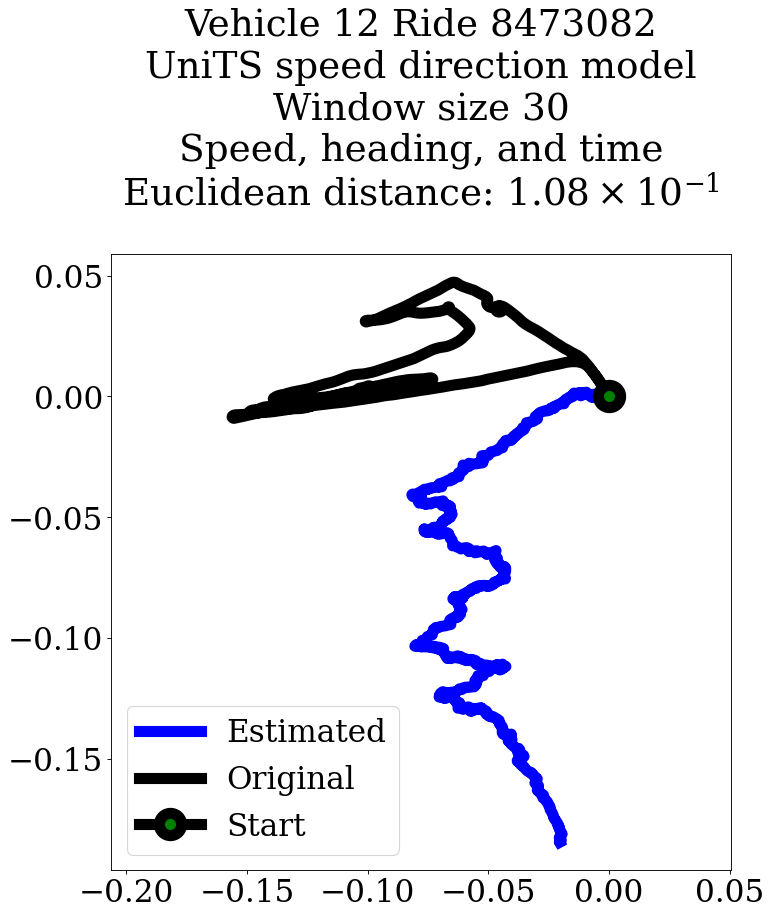 Vehicle 12 Ride 8473082
UniTS speed direction model
Window size 30
Speed, heading, and time
Euclidean distance: 1.08 × 10⁻¹
0.05
0.00
−0.05
−0.10
−0.15
Estimated
Original
Start
−0.20 −0.15 −0.10 −0.05 0.00 0.05